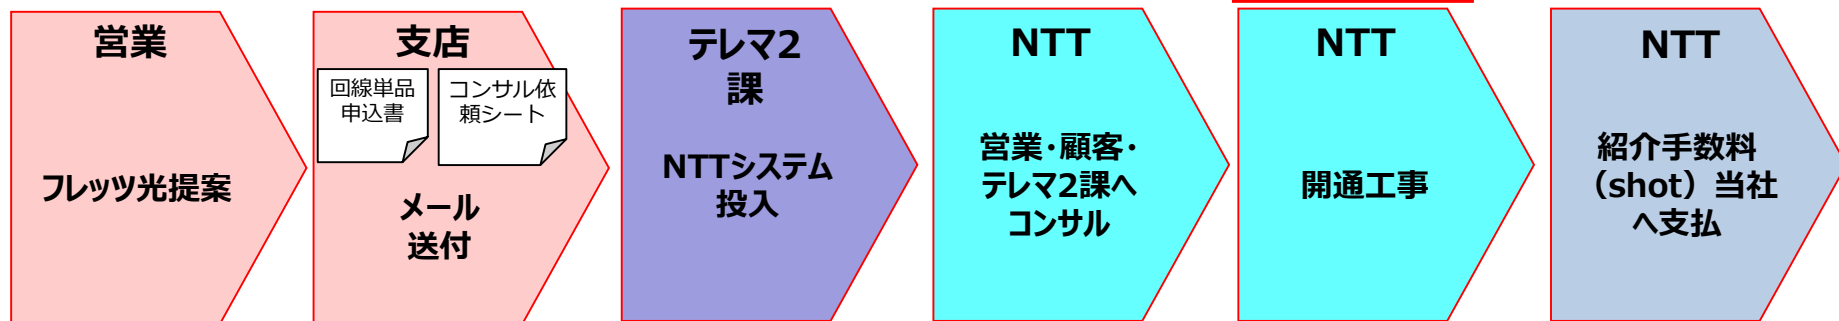 営業
フレッツ光提案
支店
回線単品
申込書
コンサル依
頼シート
メール
送付
テレマ2
課
NTTシステム
投入
NTT
営業・顧客・
テレマ2課へ
コンサル
NTT
開通工事
NTT
紹介手数料
（shot）当社
へ支払